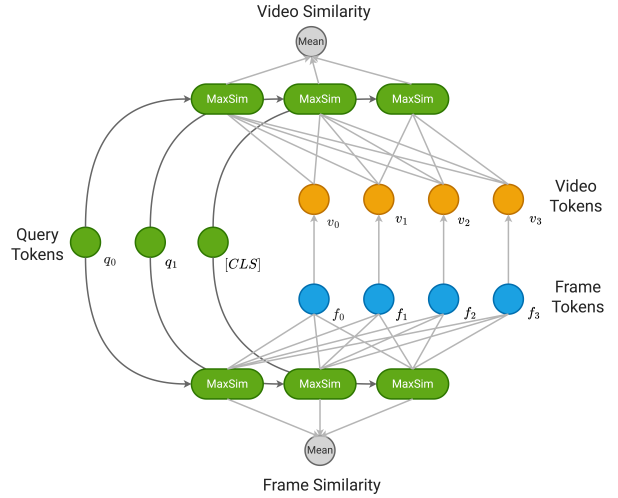 Video Similarity
Mean
MaxSim MaxSim MaxSim
Video
Tokens
v0 v1 v2 v3
Query
Tokens
q0 q1 [CLS]
Frame
Tokens
f0 f1 f2 f3
MaxSim MaxSim MaxSim
Mean
Frame Similarity